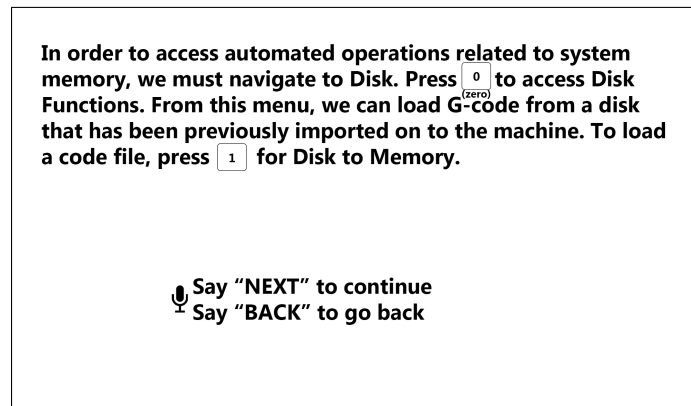 In order to access automated operations related to system
memory, we must navigate to Disk. Press 0 (zero) to access Disk
Functions. From this menu, we can load G-code from a disk
that has been previously imported on to the machine. To load
a code file, press 1 for Disk to Memory.
Say “NEXT” to continue
Say “BACK” to go back